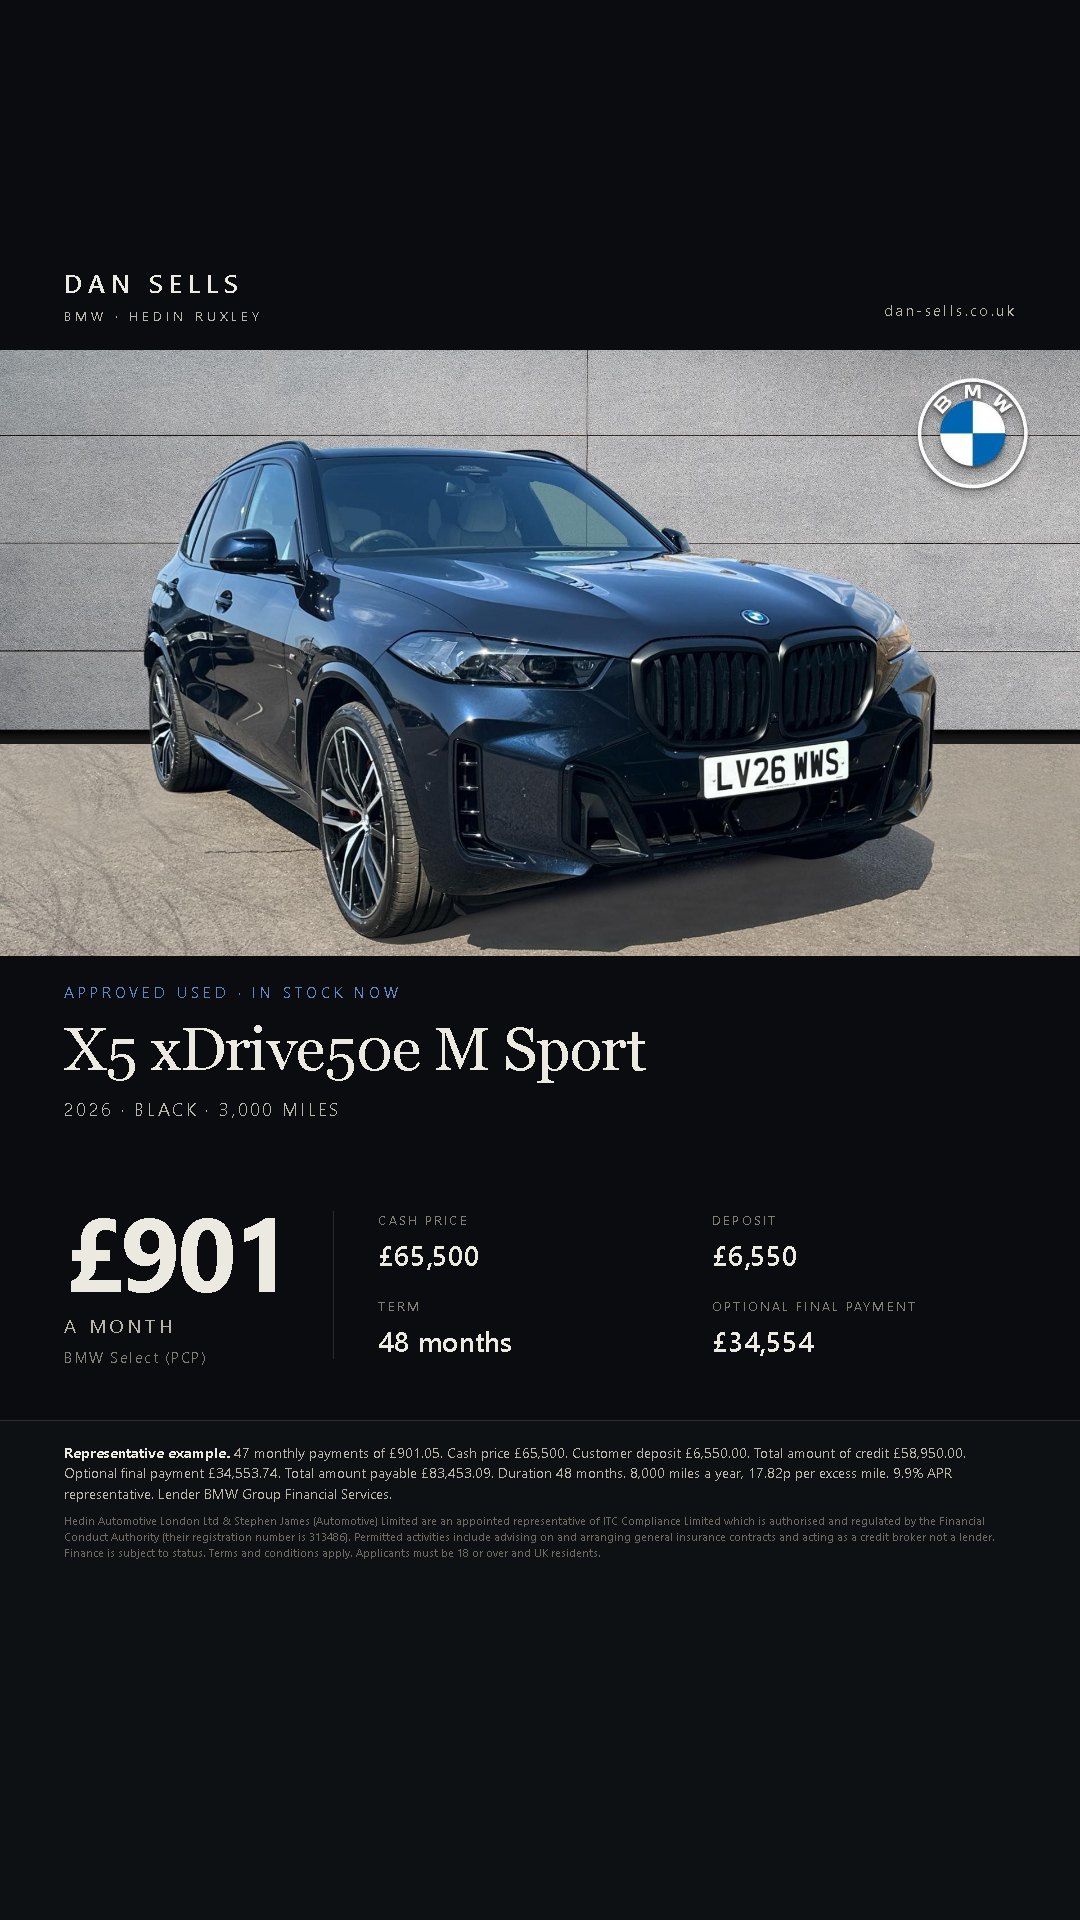 DAN SELLS
BMW · HEDIN RUXLEY
dan-sells.co.uk
BMW
LV26 WWS
APPROVED USED · IN STOCK NOW
X5 xDrive50e M Sport
2026 · BLACK · 3,000 MILES
£901
A MONTH
BMW Select (PCP)
CASH PRICE
£65,500
DEPOSIT
£6,550
TERM
48 months
OPTIONAL FINAL PAYMENT
£34,554
Representative example. 47 monthly payments of £901.05. Cash price £65,500. Customer deposit £6,550.00. Total amount of credit £58,950.00.
Optional final payment £34,553.74. Total amount payable £83,453.09. Duration 48 months. 8,000 miles a year, 17.82p per excess mile. 9.9% APR
representative. Lender BMW Group Financial Services.
Hedin Automotive London Ltd & Stephen James (Automotive) Limited are an appointed representative of ITC Compliance Limited which is authorised and regulated by the Financial
Conduct Authority (their registration number is 313486). Permitted activities include advising on and arranging general insurance contracts and acting as a credit broker not a lender.
Finance is subject to status. Terms and conditions apply. Applicants must be 18 or over and UK residents.